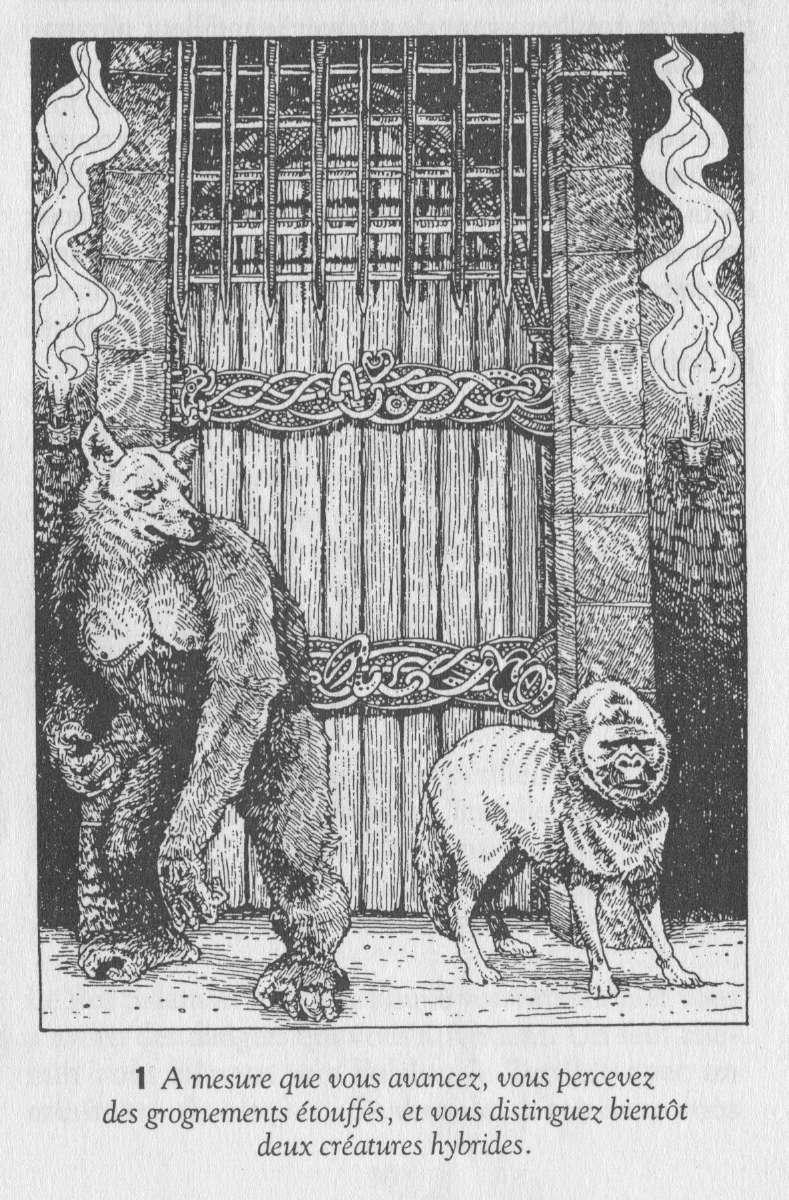 1 A mesure que vous avancez, vous percevez
des grognements étouffés, et vous distinguez bientôt
deux créatures hybrides.